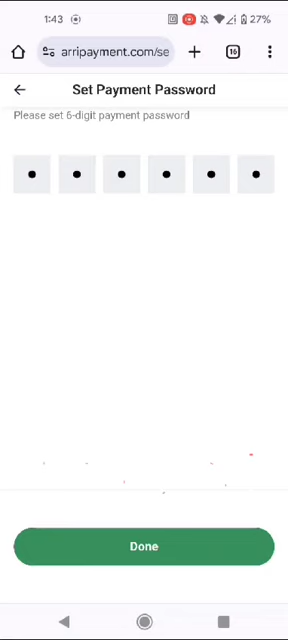 1:43
27%
arripayment.com/se
16
Set Payment Password
Please set 6-digit payment password
Done